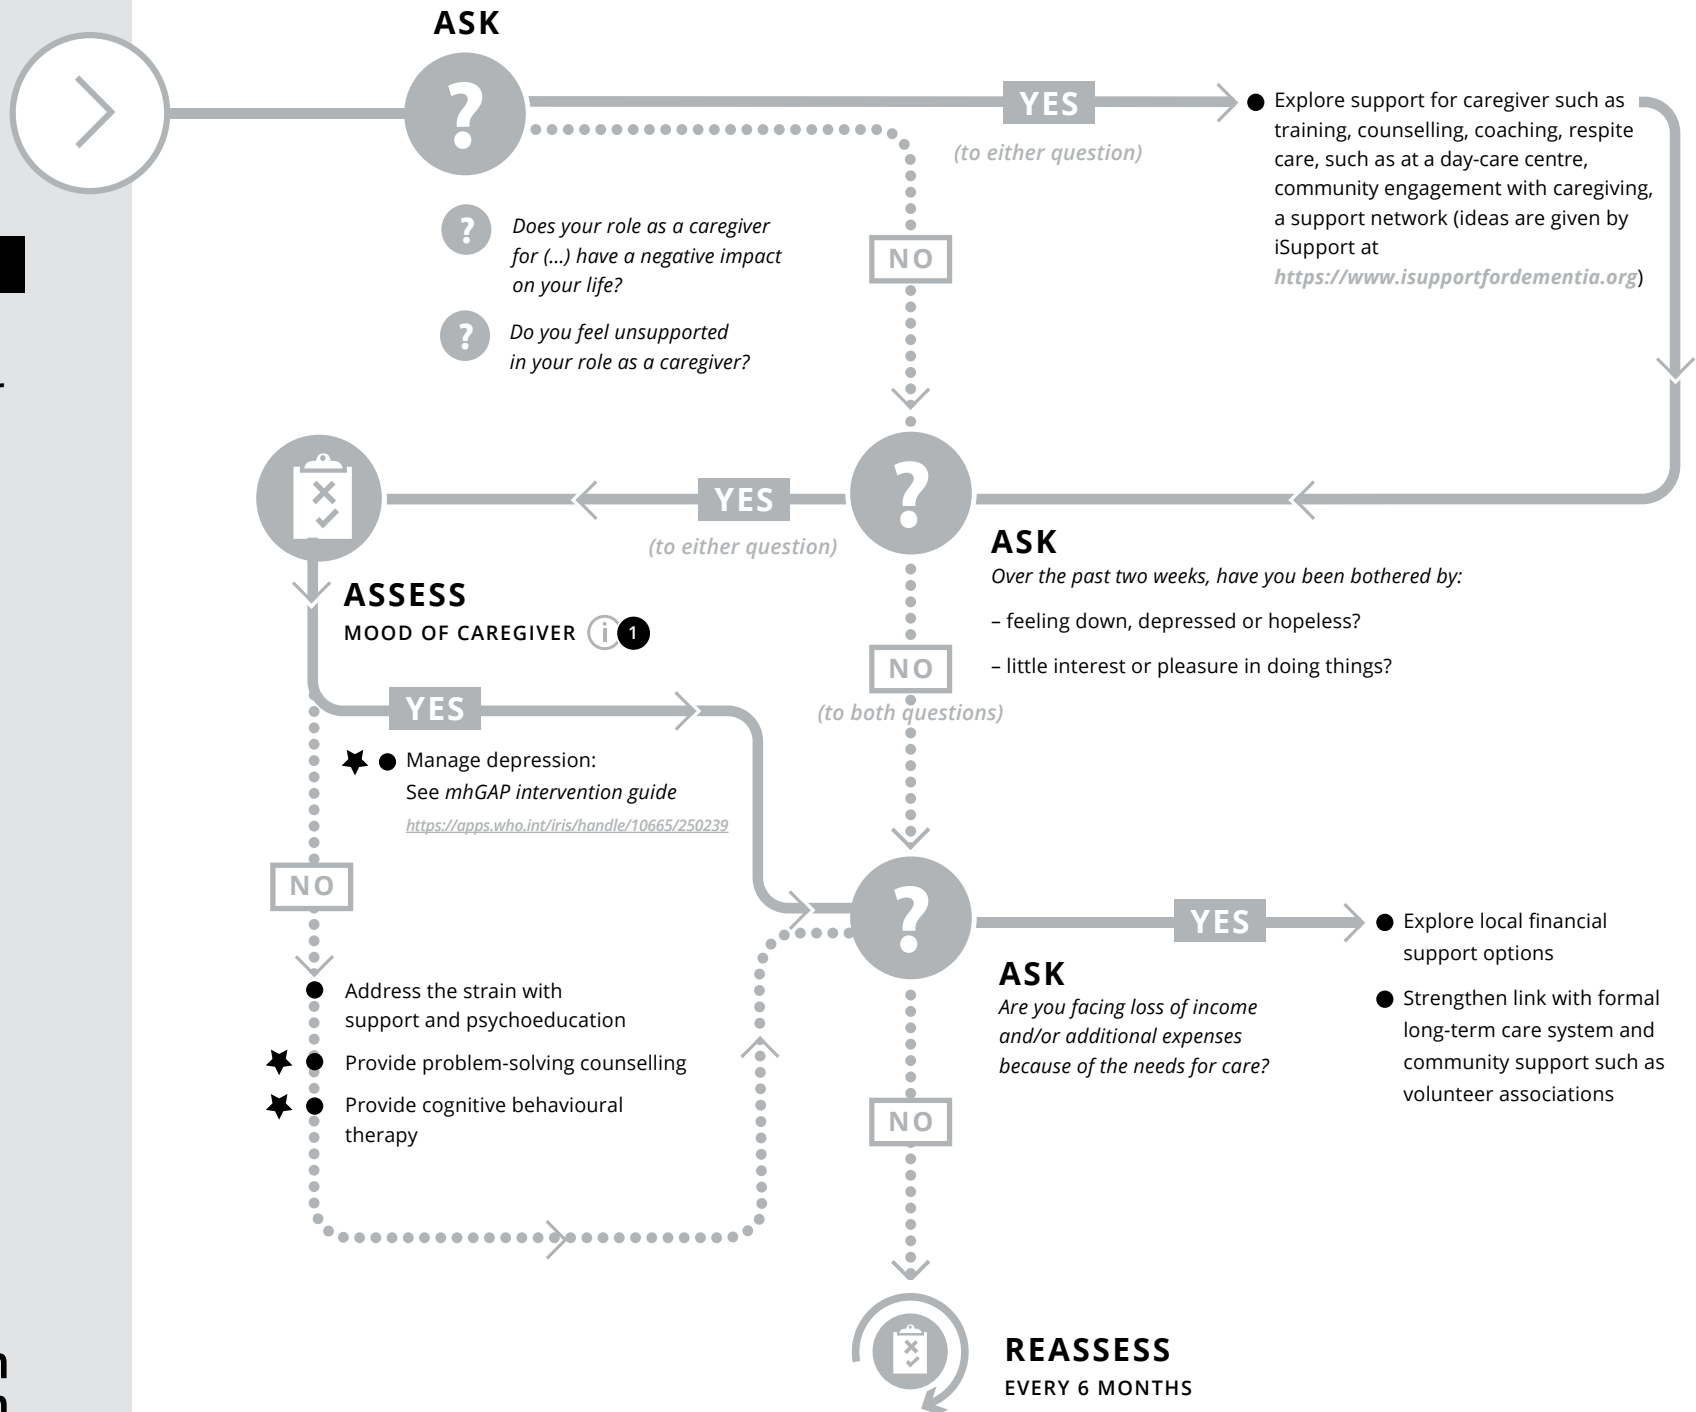 ASK
YES
(to either question)
Explore support for caregiver such as
training, counselling, coaching, respite
care, such as at a day-care centre,
community engagement with caregiving,
a support network (ideas are given by
iSupport at
https://www.isupportfordementia.org)
?
?
Does your role as a caregiver
for (...) have a negative impact
on your life?
?
Do you feel unsupported
in your role as a caregiver?
NO
?
YES
(to either question)
ASK
Over the past two weeks, have you been bothered by:
– feeling down, depressed or hopeless?
– little interest or pleasure in doing things?
NO
(to both questions)
ASSESS
MOOD OF CAREGIVER i 1
YES
Manage depression:
See mhGAP intervention guide
https://apps.who.int/iris/handle/10665/250239
NO
Address the strain with
support and psychoeducation
Provide problem-solving counselling
Provide cognitive behavioural
therapy
?
YES
Explore local financial
support options
Strengthen link with formal
long-term care system and
community support such as
volunteer associations
ASK
Are you facing loss of income
and/or additional expenses
because of the needs for care?
NO
REASSESS
EVERY 6 MONTHS